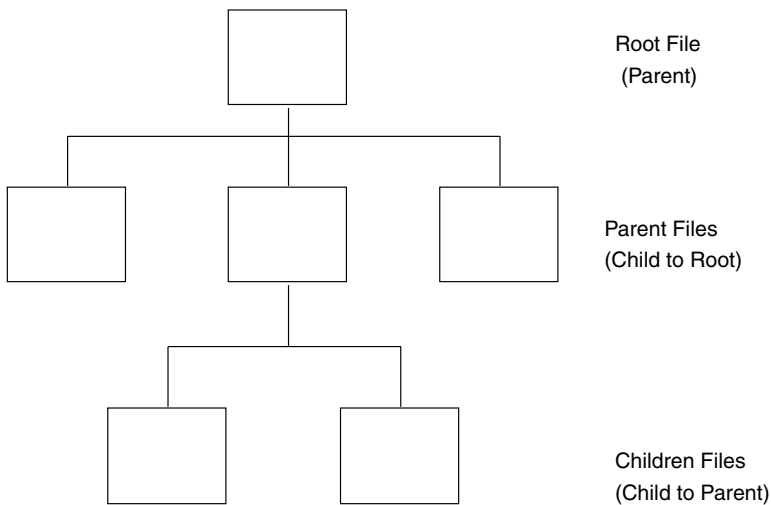 Root File
(Parent)
Parent Files
(Child to Root)
Children Files
(Child to Parent)